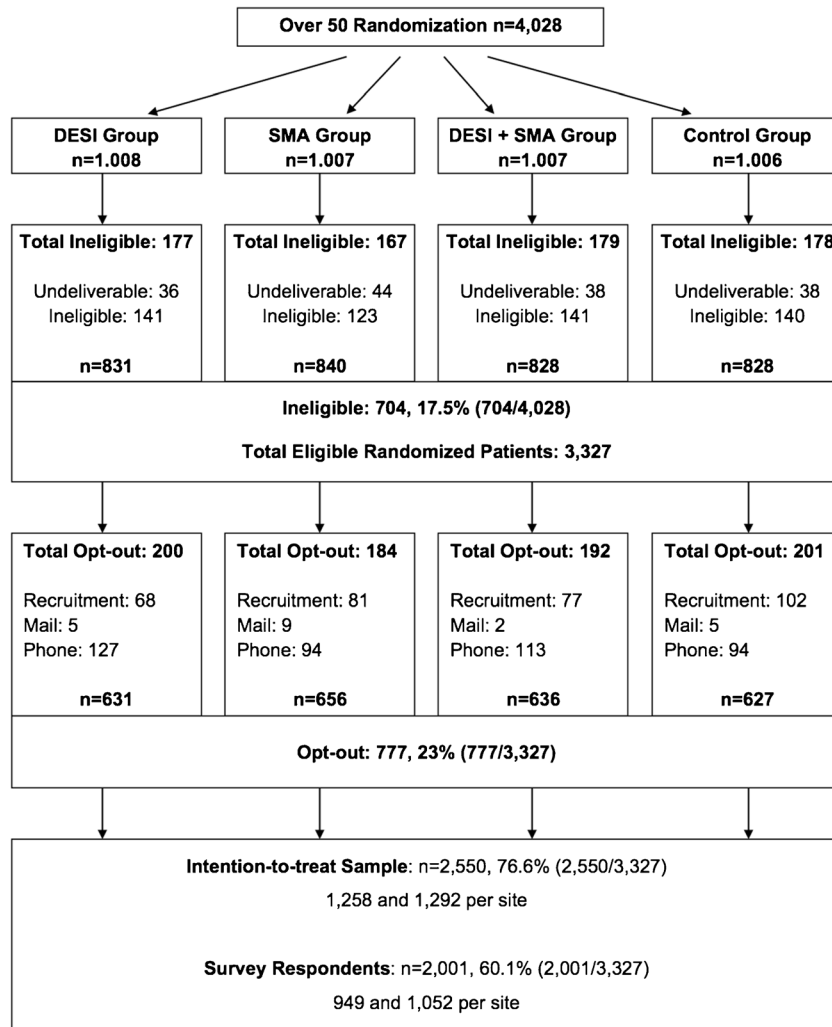 Over 50 Randomization n=4,028
DESI Group
n=1.008
SMA Group
n=1.007
DESI + SMA Group
n=1.007
Control Group
n=1.006
Total Ineligible: 177
Undeliverable: 36
Ineligible: 141
n=831
Total Ineligible: 167
Undeliverable: 44
Ineligible: 123
n=840
Total Ineligible: 179
Undeliverable: 38
Ineligible: 141
n=828
Total Ineligible: 178
Undeliverable: 38
Ineligible: 140
n=828
Ineligible: 704, 17.5% (704/4,028)
Total Eligible Randomized Patients: 3,327
Total Opt-out: 200
Recruitment: 68
Mail: 5
Phone: 127
n=631
Total Opt-out: 184
Recruitment: 81
Mail: 9
Phone: 94
n=656
Total Opt-out: 192
Recruitment: 77
Mail: 2
Phone: 113
n=636
Total Opt-out: 201
Recruitment: 102
Mail: 5
Phone: 94
n=627
Opt-out: 777, 23% (777/3,327)
Intention-to-treat Sample: n=2,550, 76.6% (2,550/3,327)
1,258 and 1,292 per site
Survey Respondents: n=2,001, 60.1% (2,001/3,327)
949 and 1,052 per site